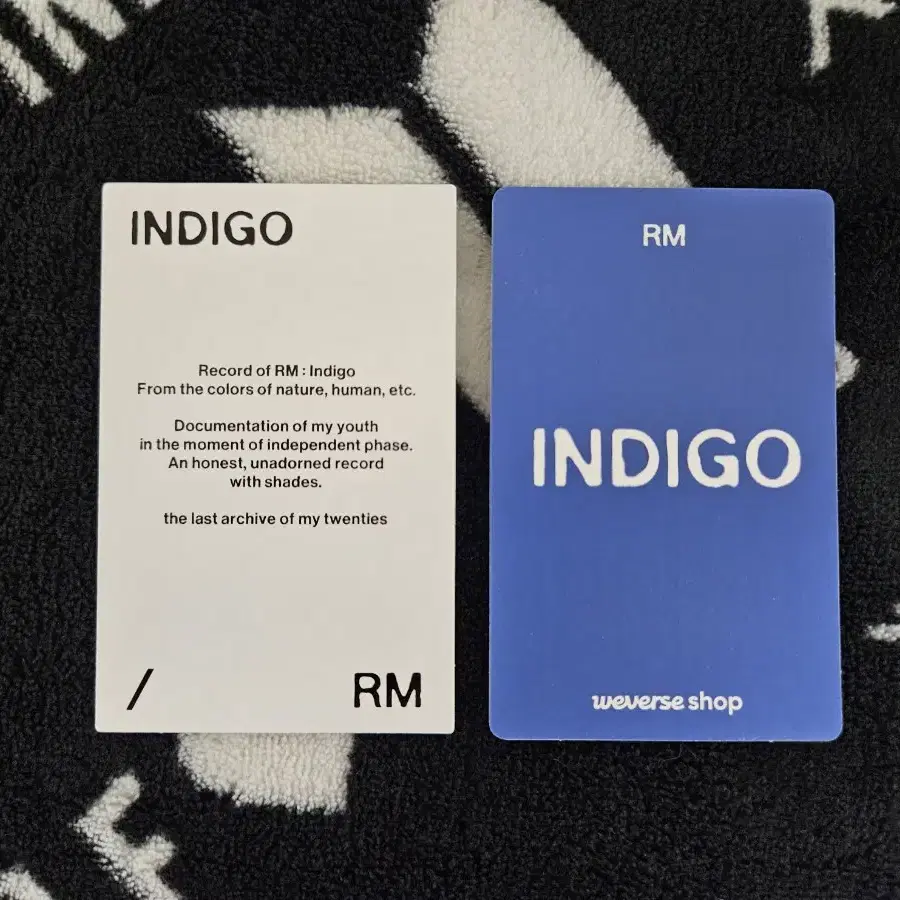 INDIGO
Record of RM : Indigo
From the colors of nature, human, etc.
Documentation of my youth
in the moment of independent phase.
An honest, unadorned record
with shades.
the last archive of my twenties
/ RM
RM
INDIGO
weverse shop